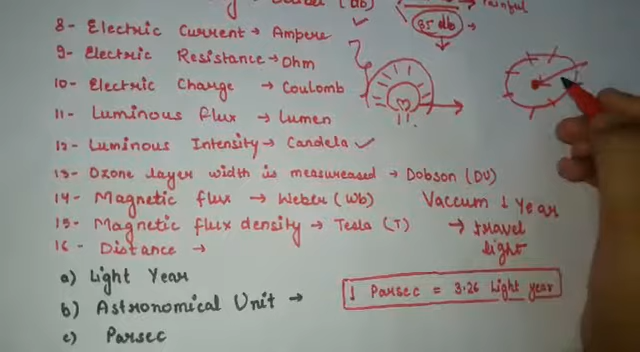 (Db)
Painful
85 db →
8- Electric Current → Ampere
9- Electric Resistance → Ohm
10- Electric Charge → Coulomb
11- Luminous flux → Lumen
12- Luminous Intensity → Candela ✓
13- Ozone layer width is measureased → Dobson (DU)
14- Magnetic flux → Weber (Wb)
15- Magnetic flux density → Tesla (T)
16- Distance →
Vaccum 1 Year
→ travel
light
a) Light Year
b) Astronomical Unit →
c) Parsec
1 Parsec = 3.26 Light year